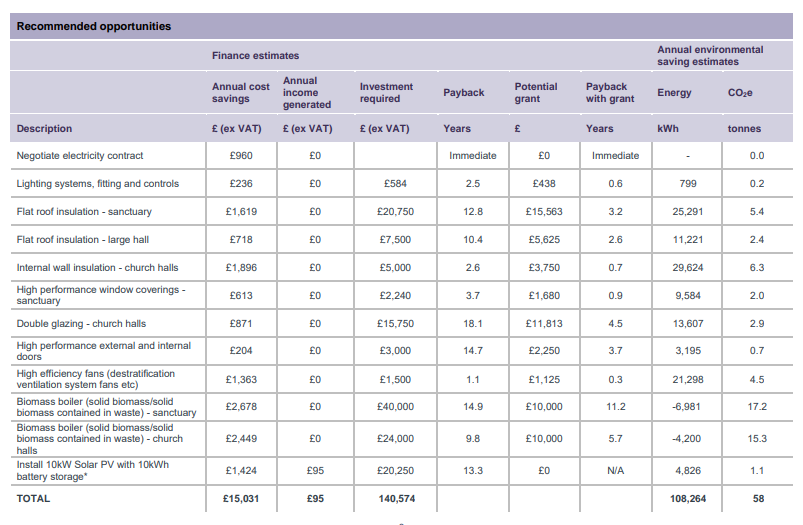 Recommended opportunities
Finance estimates
Annual environmental
saving estimates
Annual cost
savings
Annual
income
generated
Investment
required
Payback
Potential
grant
Payback
with grant
Energy
CO₂e
Description £ (ex VAT) £ (ex VAT) £ (ex VAT) Years £ Years kWh tonnes
Negotiate electricity contract £960 £0 Immediate £0 Immediate - 0.0
Lighting systems, fitting and controls £236 £0 £584 2.5 £438 0.6 799 0.2
Flat roof insulation - sanctuary £1,619 £0 £20,750 12.8 £15,563 3.2 25,291 5.4
Flat roof insulation - large hall £718 £0 £7,500 10.4 £5,625 2.6 11,221 2.4
Internal wall insulation - church halls £1,896 £0 £5,000 2.6 £3,750 0.7 29,624 6.3
High performance window coverings -
sanctuary £613 £0 £2,240 3.7 £1,680 0.9 9,584 2.0
Double glazing - church halls £871 £0 £15,750 18.1 £11,813 4.5 13,607 2.9
High performance external and internal
doors £204 £0 £3,000 14.7 £2,250 3.7 3,195 0.7
High efficiency fans (destratification
ventilation system fans etc) £1,363 £0 £1,500 1.1 £1,125 0.3 21,298 4.5
Biomass boiler (solid biomass/solid
biomass contained in waste) - sanctuary £2,678 £0 £40,000 14.9 £10,000 11.2 -6,981 17.2
Biomass boiler (solid biomass/solid
biomass contained in waste) - church
halls £2,449 £0 £24,000 9.8 £10,000 5.7 -4,200 15.3
Install 10kW Solar PV with 10kWh
battery storage* £1,424 £95 £20,250 13.3 £0 N/A 4,826 1.1
TOTAL £15,031 £95 140,574 108,264 58